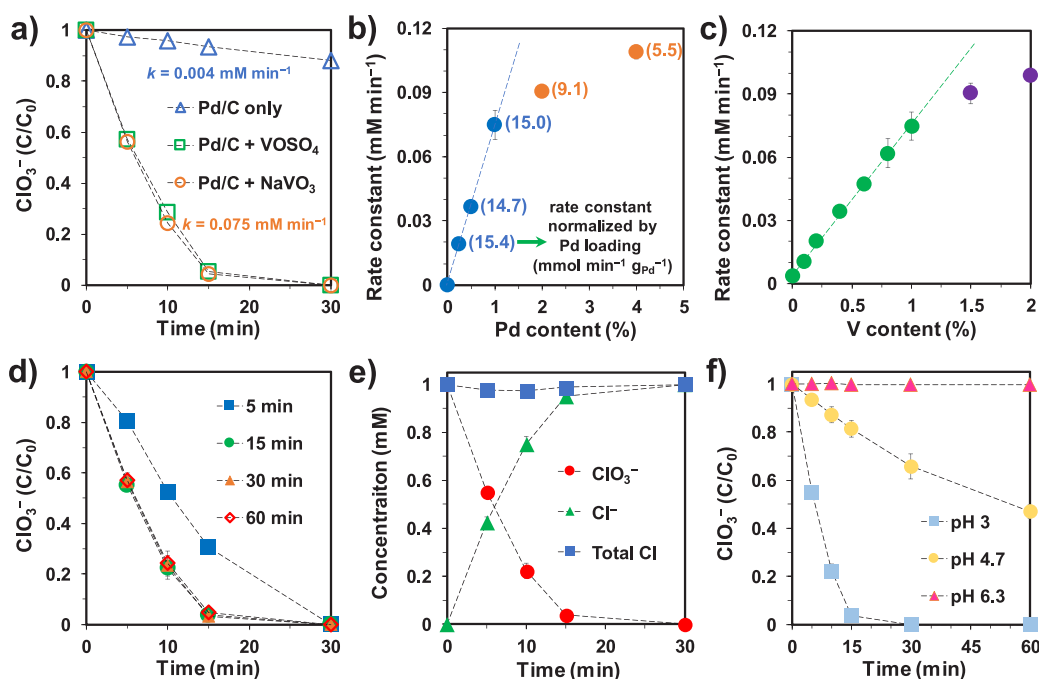 a)
ClO₃⁻ (C/C₀)
1
0.8
0.6
0.4
0.2
0
k = 0.004 mM min⁻¹
Pd/C only
Pd/C + VOSO₄
Pd/C + NaVO₃
k = 0.075 mM min⁻¹
0 10 20 30
Time (min)
b)
Rate constant (mM min⁻¹)
0.12
0.09
0.06
0.03
0
(5.5)
(9.1)
(15.0)
(14.7)
(15.4)
rate constant
normalized by
Pd loading
(mmol min⁻¹ gPd⁻¹)
0 1 2 3 4 5
Pd content (%)
c)
Rate constant (mM min⁻¹)
0.12
0.09
0.06
0.03
0
0 0.5 1 1.5 2
V content (%)
d)
ClO₃⁻ (C/C₀)
1
0.8
0.6
0.4
0.2
0
5 min
15 min
30 min
60 min
0 10 20 30
Time (min)
e)
Concentraiton (mM)
1
0.8
0.6
0.4
0.2
0
ClO₃⁻
Cl⁻
Total Cl
0 10 20 30
Time (min)
f)
ClO₃⁻ (C/C₀)
1
0.8
0.6
0.4
0.2
0
pH 3
pH 4.7
pH 6.3
0 15 30 45 60
Time (min)